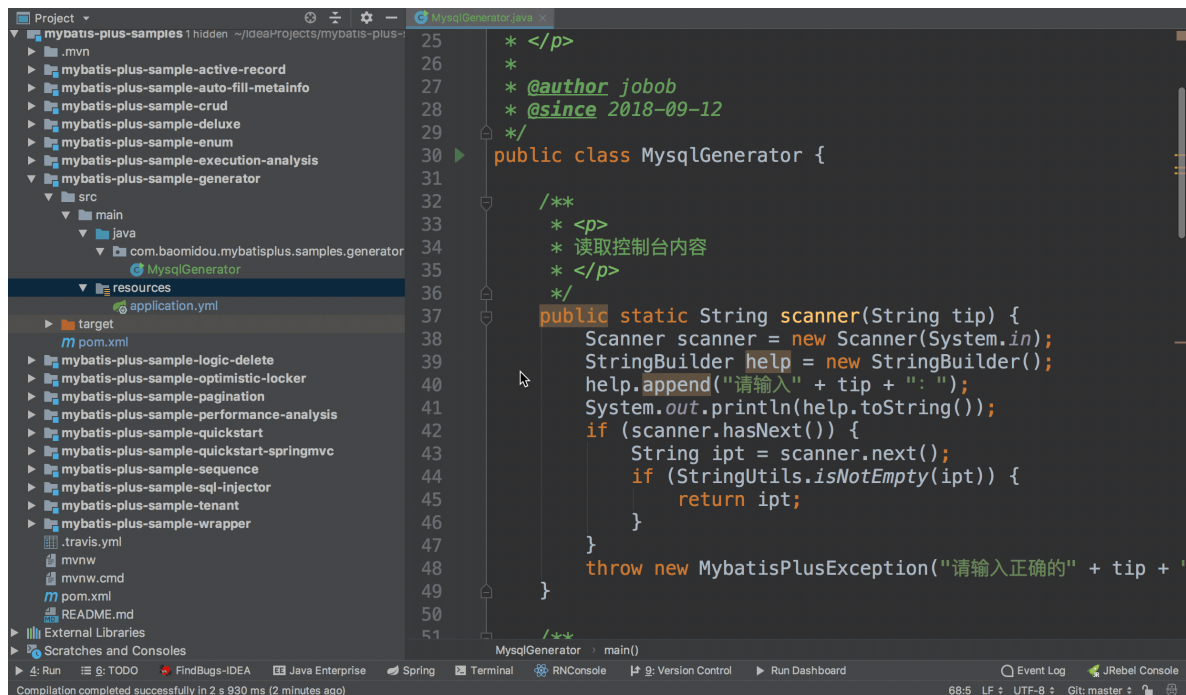 Project
MysqlGenerator.java
mybatis-plus-samples 1 hidden ~/IdeaProjects/mybatis-plus-s
.mvn
mybatis-plus-sample-active-record
mybatis-plus-sample-auto-fill-metainfo
mybatis-plus-sample-crud
mybatis-plus-sample-deluxe
mybatis-plus-sample-enum
mybatis-plus-sample-execution-analysis
mybatis-plus-sample-generator
src
main
java
com.baomidou.mybatisplus.samples.generator
MysqlGenerator
resources
application.yml
target
pom.xml
mybatis-plus-sample-logic-delete
mybatis-plus-sample-optimistic-locker
mybatis-plus-sample-pagination
mybatis-plus-sample-performance-analysis
mybatis-plus-sample-quickstart
mybatis-plus-sample-quickstart-springmvc
mybatis-plus-sample-sequence
mybatis-plus-sample-sql-injector
mybatis-plus-sample-tenant
mybatis-plus-sample-wrapper
.travis.yml
mvnw
mvnw.cmd
pom.xml
README.md
External Libraries
Scratches and Consoles
25 * </p>
26 *
27 * @author jobob
28 * @since 2018-09-12
29 */
30 public class MysqlGenerator {
31
32 /**
33 * <p>
34 * 读取控制台内容
35 * </p>
36 */
37 public static String scanner(String tip) {
38 Scanner scanner = new Scanner(System.in);
39 StringBuilder help = new StringBuilder();
40 help.append("请输入" + tip + "：");
41 System.out.println(help.toString());
42 if (scanner.hasNext()) {
43 String ipt = scanner.next();
44 if (StringUtils.isNotEmpty(ipt)) {
45 return ipt;
46 }
47 }
48 throw new MybatisPlusException("请输入正确的" + tip + "
49 }
50
51 /**
MysqlGenerator main()
4: Run 6: TODO FindBugs-IDEA Java Enterprise Spring Terminal RNConsole 9: Version Control Run Dashboard Event Log JRebel Console
Compilation completed successfully in 2 s 930 ms (2 minutes ago) 68:5 LF UTF-8 Git: master